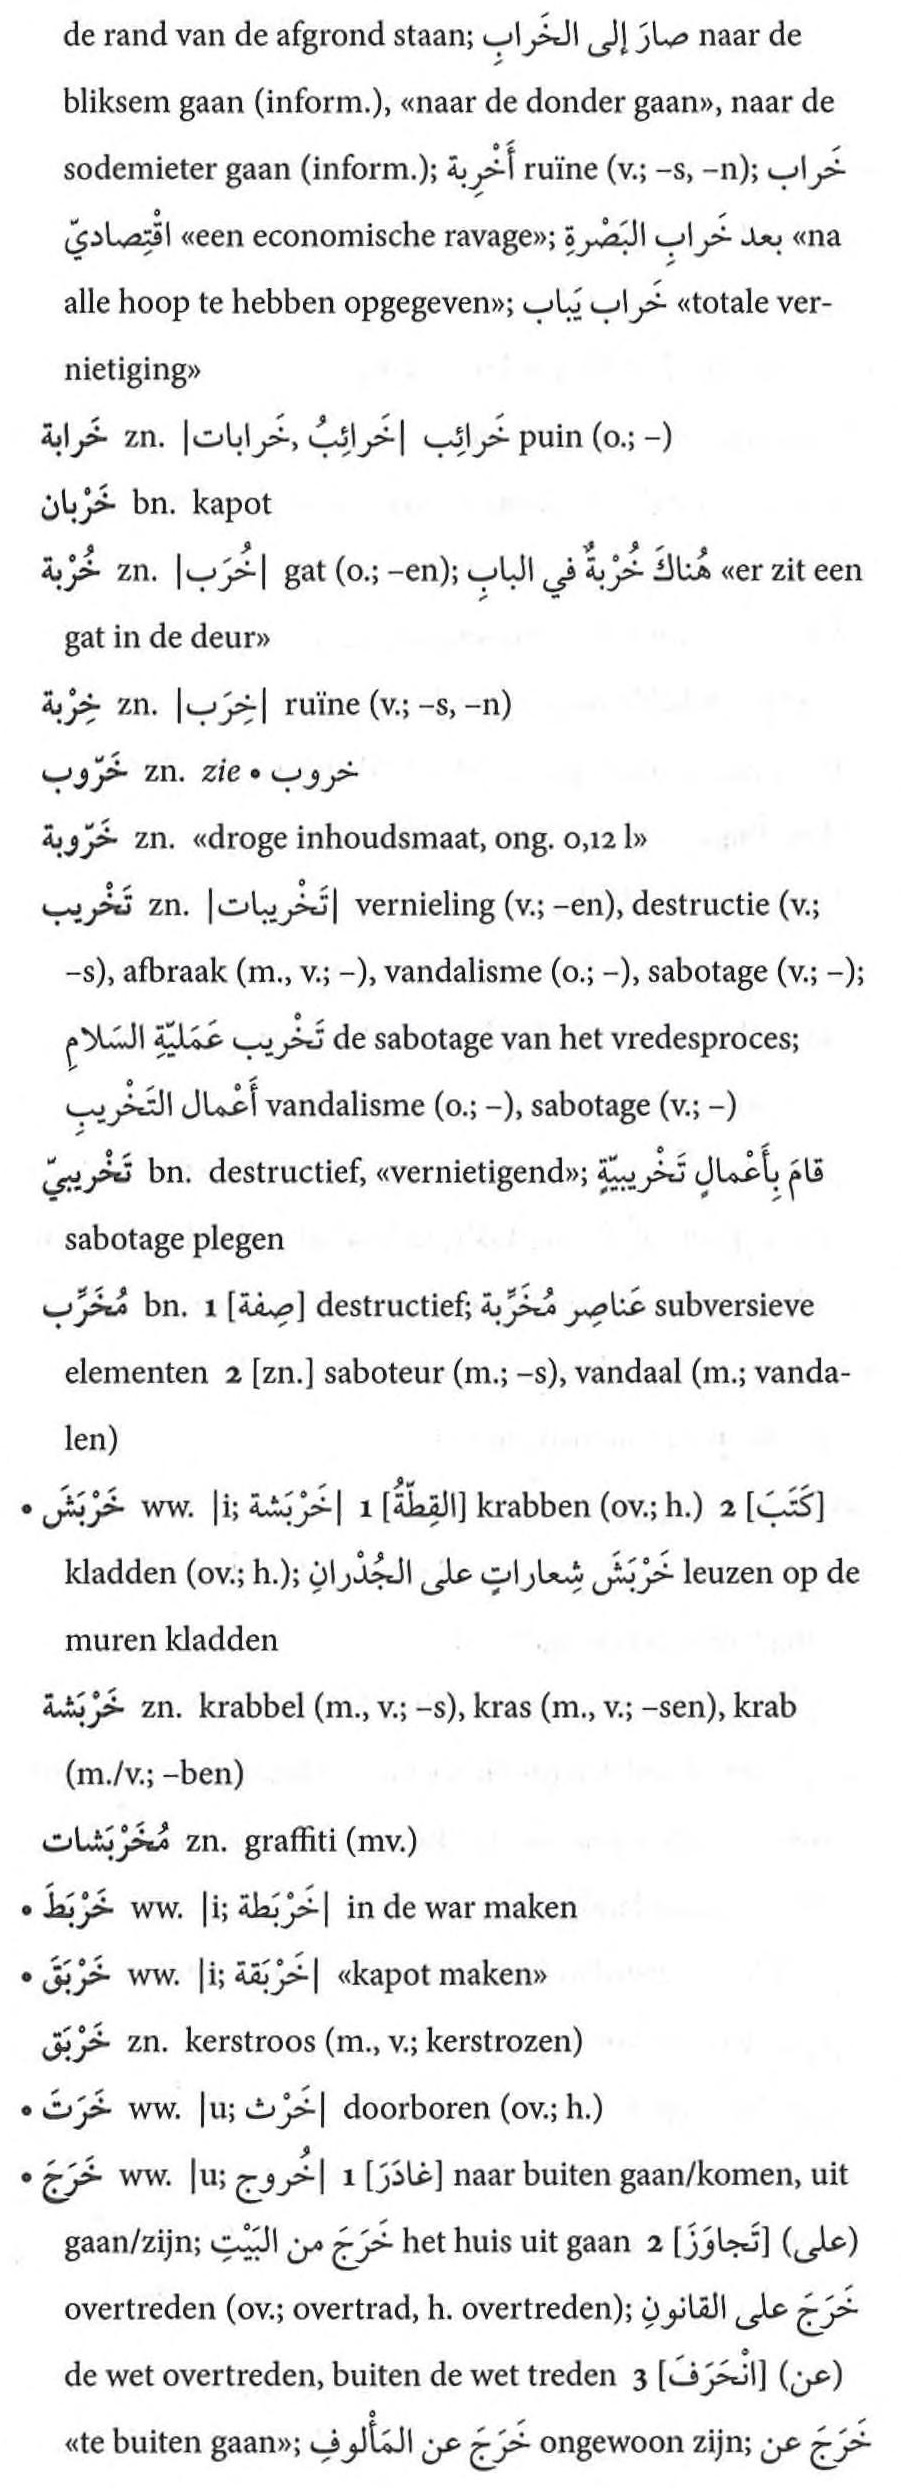 de rand van de afgrond staan; صارَ إلى الخَرابِ naar de
bliksem gaan (inform.), «naar de donder gaan», naar de
sodemieter gaan (inform.); أَخْرِبة ruïne (v.; –s, –n); خَراب
اقْتِصاديّ «een economische ravage»; بعد خَرابِ البَصْرةِ «na
alle hoop te hebben opgegeven»; خَراب يَباب «totale ver-
nietiging»
خَرابة zn. |خَرائِبُ, خَرابات| خَرائِب puin (o.; –)
خَرْبان bn. kapot
خُرْبة zn. |خُرَب| gat (o.; –en); هُناكَ خُرْبةٌ في البابِ «er zit een
gat in de deur»
خِرْبة zn. |خِرَب| ruïne (v.; –s, –n)
خَرّوب zn. zie • خروب
خَرّوبة zn. «droge inhoudsmaat, ong. 0,12 l»
تَخْريب zn. |تَخْريبات| vernieling (v.; –en), destructie (v.;
–s), afbraak (m., v.; –), vandalisme (o.; –), sabotage (v.; –);
تَخْريب عَمَليّةِ السَلامِ de sabotage van het vredesproces;
أَعْمال التَخْريبِ vandalisme (o.; –), sabotage (v.; –)
تَخْريبيّ bn. destructief, «vernietigend»; قامَ بِأَعْمالٍ تَخْريبيّةٍ
sabotage plegen
مُخَرِّب bn. 1 [صِفة] destructief; عَناصِر مُخَرِّبة subversieve
elementen 2 [zn.] saboteur (m.; –s), vandaal (m.; vanda-
len)
• خَرْبَشَ ww. |i; خَرْبَشة| 1 [القِطّةُ] krabben (ov.; h.) 2 [كَتَبَ]
kladden (ov.; h.); خَرْبَشَ شِعاراتٍ على الجُدْرانِ leuzen op de
muren kladden
خَرْبَشة zn. krabbel (m., v.; –s), kras (m., v.; –sen), krab
(m./v.; –ben)
مُخَرْبَشات zn. graffiti (mv.)
• خَرْبَطَ ww. |i; خَرْبَطة| in de war maken
• خَرْبَقَ ww. |i; خَرْبَقة| «kapot maken»
خَرْبَق zn. kerstroos (m., v.; kerstrozen)
• خَرَتَ ww. |u; خَرْث| doorboren (ov.; h.)
• خَرَجَ ww. |u; خُروج| 1 [غادَرَ] naar buiten gaan/komen, uit
gaan/zijn; خَرَجَ من البَيْتِ het huis uit gaan 2 [تَجاوَزَ] (على)
overtreden (ov.; overtrad, h. overtreden); خَرَجَ على القانونِ
de wet overtreden, buiten de wet treden 3 [انْحَرَفَ] (عن)
«te buiten gaan»; خَرَجَ عن المَأْلوفِ ongewoon zijn; خَرَجَ عن